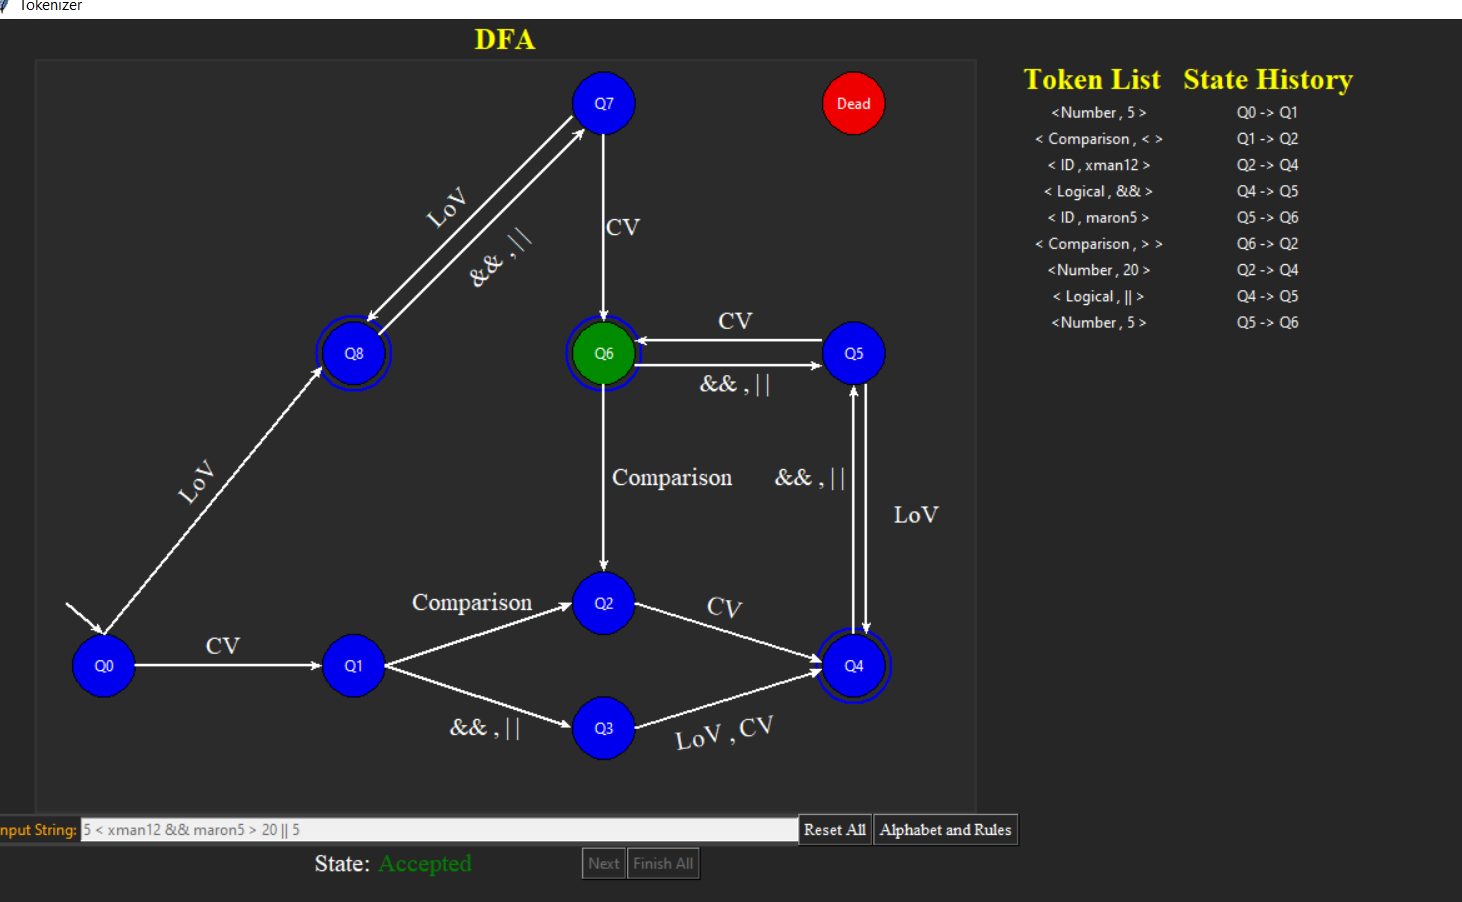 Tokenizer
DFA
Token List State History
Q7
Dead
<Number , 5 > Q0 -> Q1
< Comparison , < > Q1 -> Q2
< ID , xman12 > Q2 -> Q4
< Logical , && > Q4 -> Q5
< ID , maron5 > Q5 -> Q6
< Comparison , > > Q6 -> Q2
<Number , 20 > Q2 -> Q4
< Logical , || > Q4 -> Q5
<Number , 5 > Q5 -> Q6
LoV
CV
&& , ||
CV
Q8
Q6
Q5
&& , ||
LoV
Comparison
&& , ||
LoV
Comparison
Q2
CV
CV
Q0
Q1
Q4
&& , ||
Q3
LoV , CV
nput String: 5 < xman12 && maron5 > 20 || 5 Reset All Alphabet and Rules
State: Accepted Next Finish All